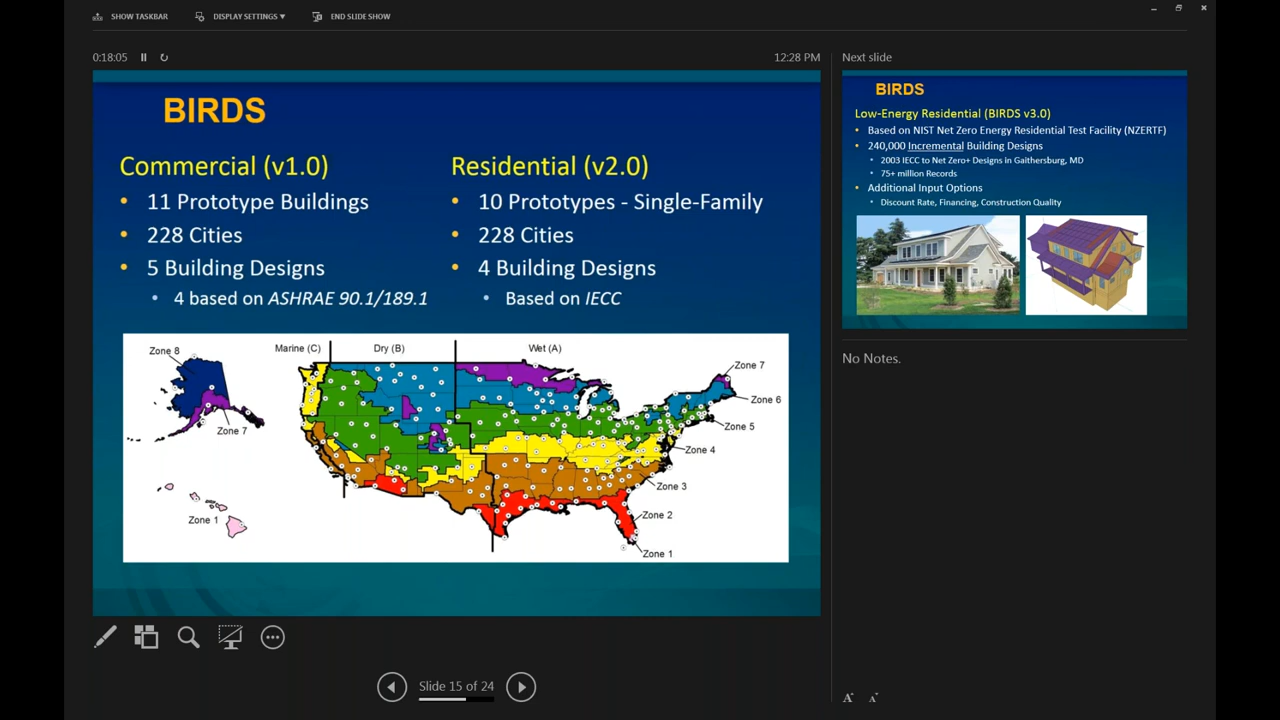 SHOW TASKBAR
DISPLAY SETTINGS
END SLIDE SHOW
0:18:05
12:28 PM
BIRDS
Commercial (v1.0)
• 11 Prototype Buildings
• 228 Cities
• 5 Building Designs
• 4 based on ASHRAE 90.1/189.1
Residential (v2.0)
• 10 Prototypes - Single-Family
• 228 Cities
• 4 Building Designs
• Based on IECC
Zone 8
Marine (C)
Dry (B)
Wet (A)
Zone 7
Zone 6
Zone 7
Zone 5
Zone 4
Zone 3
Zone 1
Zone 2
Zone 1
Slide 15 of 24
Next slide
BIRDS
Low-Energy Residential (BIRDS v3.0)
• Based on NIST Net Zero Energy Residential Test Facility (NZERTF)
• 240,000 Incremental Building Designs
• 2003 IECC to Net Zero+ Designs in Gaithersburg, MD
• 75+ million Records
• Additional Input Options
• Discount Rate, Financing, Construction Quality
No Notes.
A A